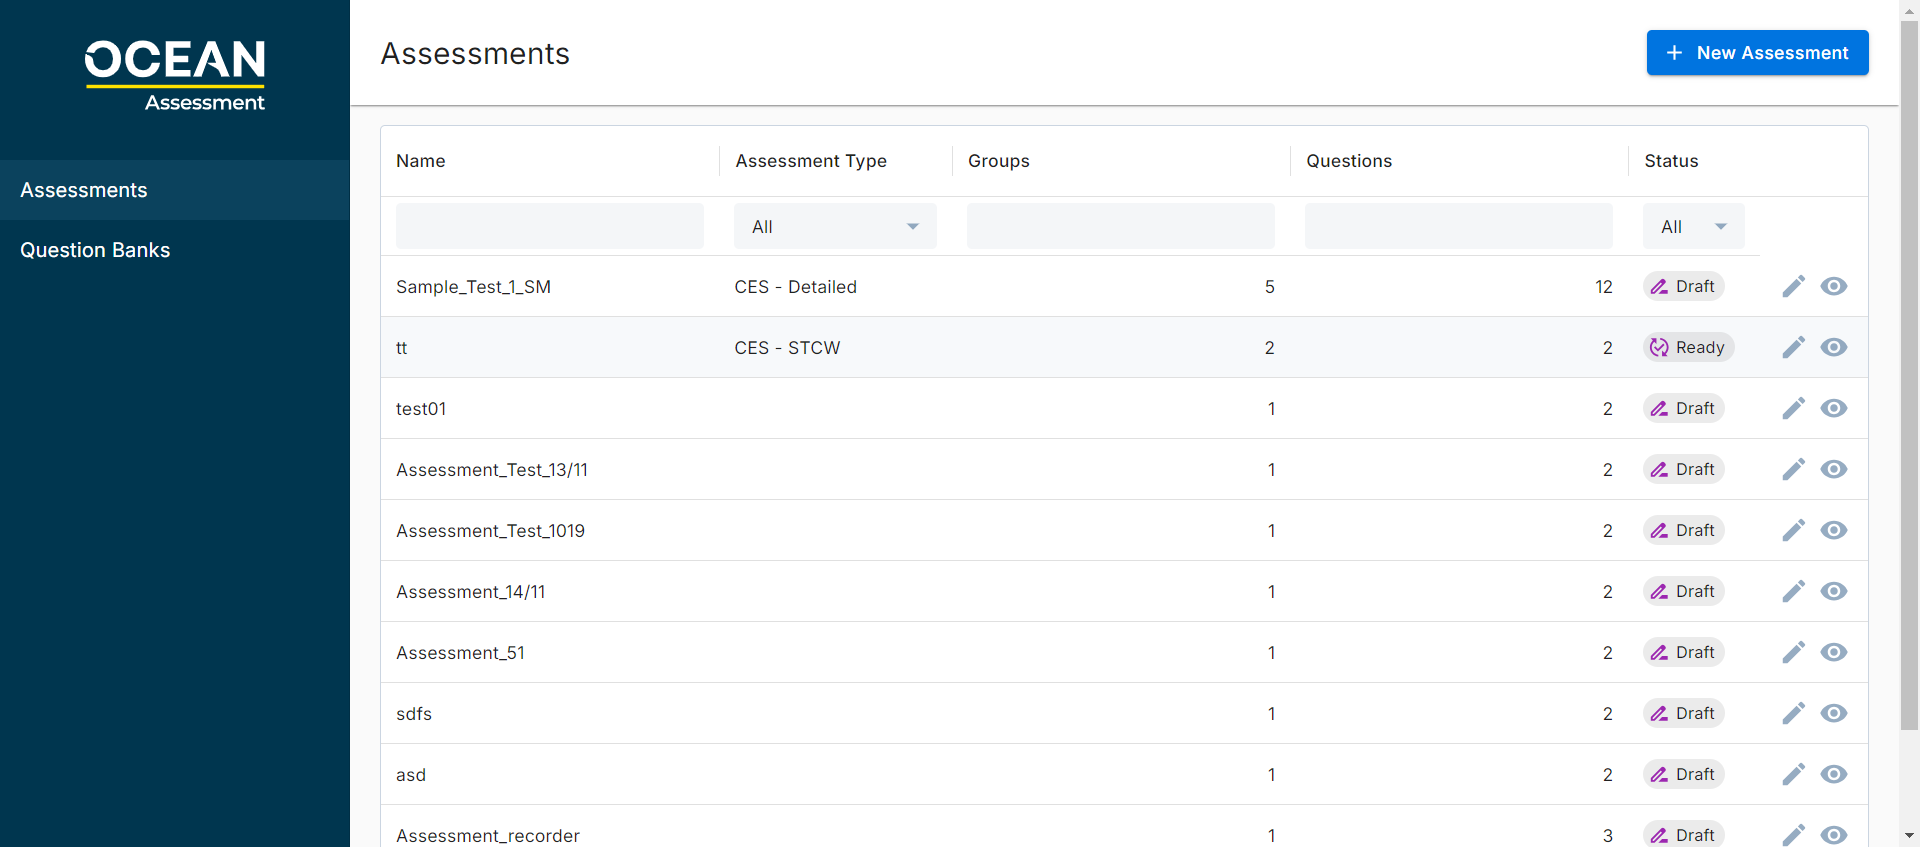 OCEAN
Assessment
Assessments
Question Banks
Assessments
+ New Assessment
Name Assessment Type Groups Questions Status
All All
Sample_Test_1_SM CES - Detailed 5 12 Draft
tt CES - STCW 2 2 Ready
test01 1 2 Draft
Assessment_Test_13/11 1 2 Draft
Assessment_Test_1019 1 2 Draft
Assessment_14/11 1 2 Draft
Assessment_51 1 2 Draft
sdfs 1 2 Draft
asd 1 2 Draft
Assessment_recorder 1 3 Draft